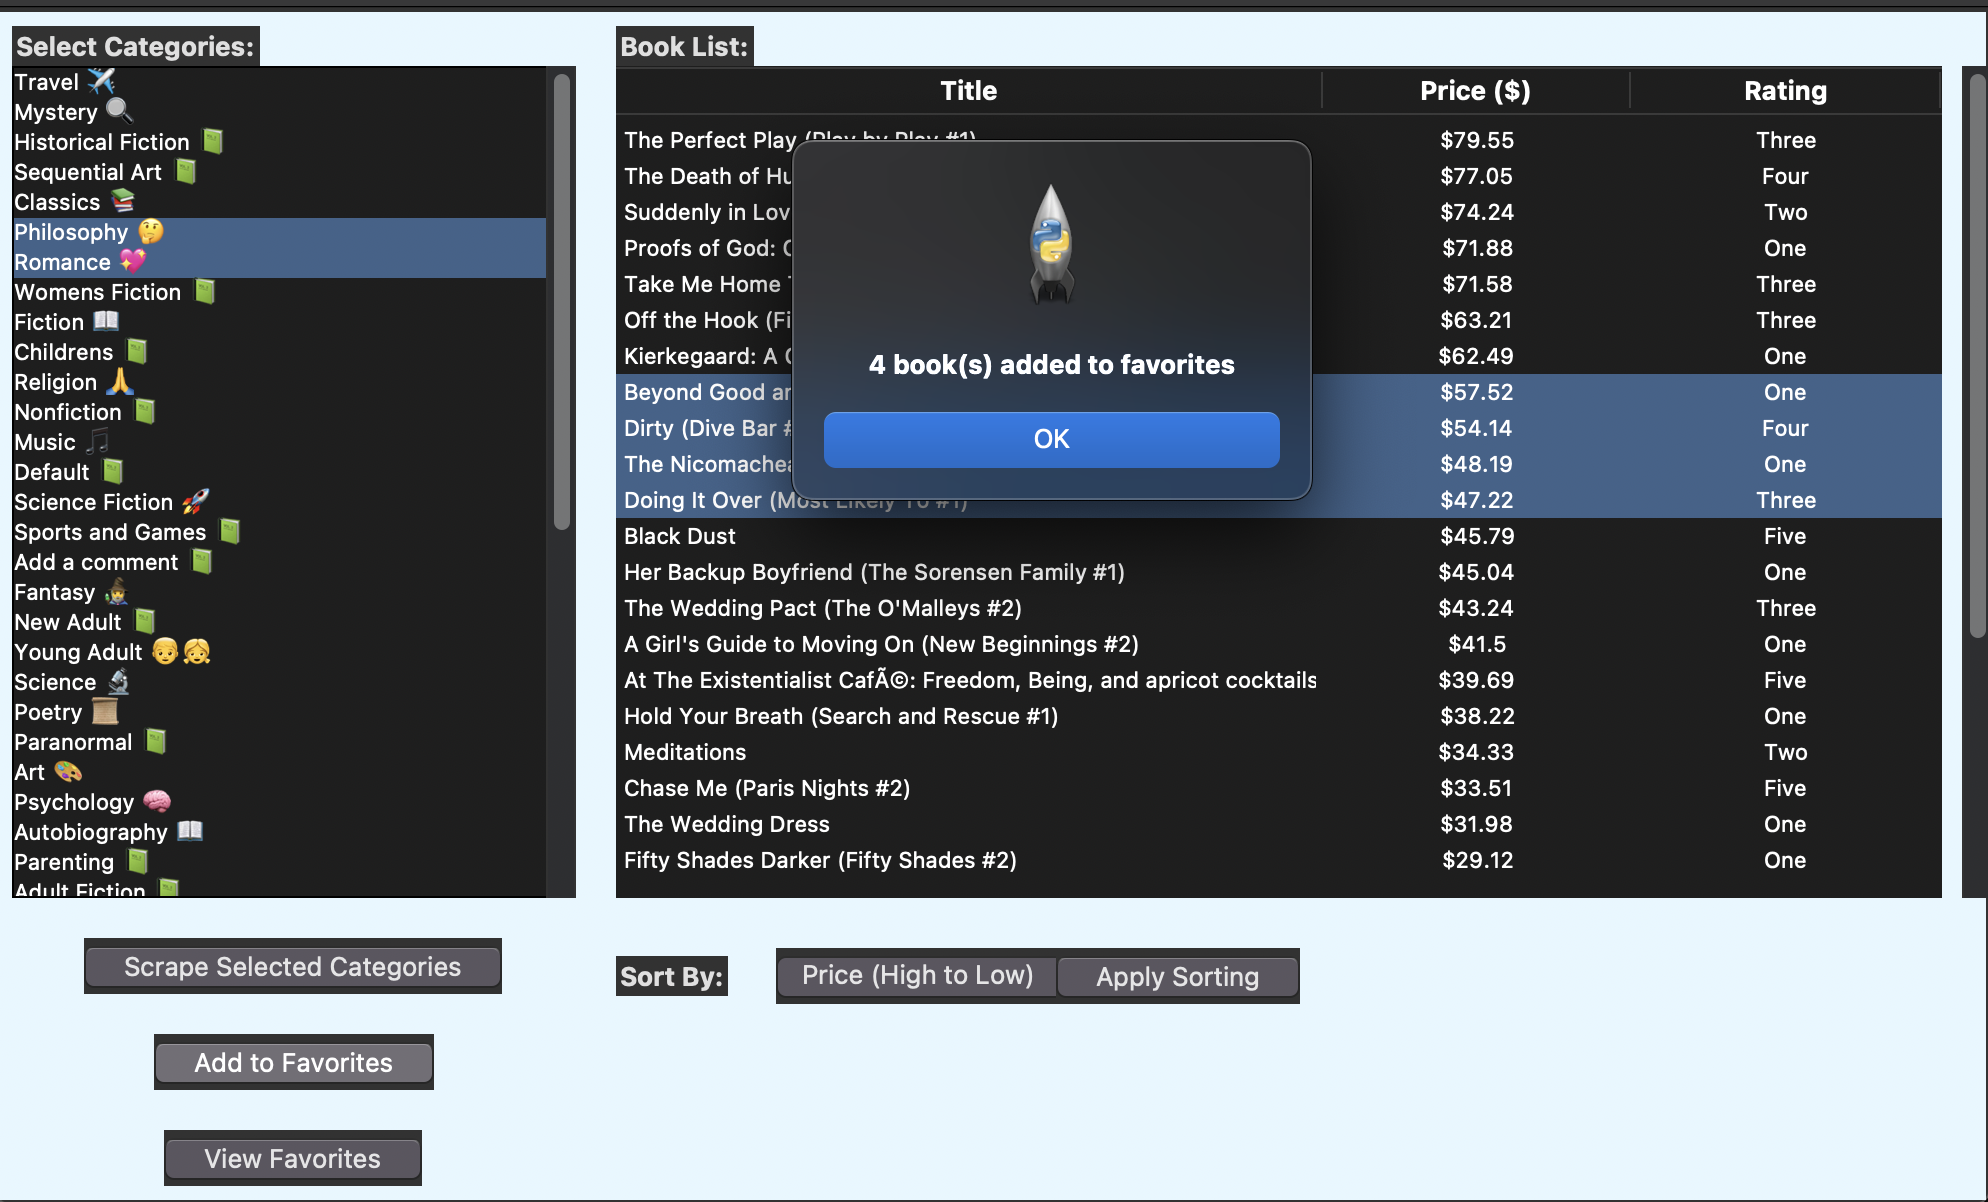 Select Categories:
Travel ✈️
Mystery 🔍
Historical Fiction 📗
Sequential Art 📗
Classics 📚
Philosophy 🤔
Romance 💖
Womens Fiction 📗
Fiction 📖
Childrens 📗
Religion 🙏
Nonfiction 📗
Music 🎵
Default 📗
Science Fiction 🚀
Sports and Games 📗
Add a comment 📗
Fantasy 🧙‍♀️
New Adult 📗
Young Adult 👦👧
Science 🔬
Poetry 📜
Paranormal 📗
Art 🎨
Psychology 🧠
Autobiography 📖
Parenting 📗
Adult Fiction 📗
Scrape Selected Categories
Add to Favorites
View Favorites
Book List:
Title Price ($) Rating
The Perfect Play (Play by Play #1) $79.55 Three
The Death of Hu $77.05 Four
Suddenly in Lov $74.24 Two
Proofs of God: $71.88 One
Take Me Home $71.58 Three
Off the Hook (Fi $63.21 Three
Kierkegaard: A $62.49 One
Beyond Good an $57.52 One
Dirty (Dive Bar # $54.14 Four
The Nicomachea $48.19 One
Doing It Over (Most Likely To #1) $47.22 Three
Black Dust $45.79 Five
Her Backup Boyfriend (The Sorensen Family #1) $45.04 One
The Wedding Pact (The O'Malleys #2) $43.24 Three
A Girl's Guide to Moving On (New Beginnings #2) $41.5 One
At The Existentialist CafÃ©: Freedom, Being, and apricot cocktails $39.69 Five
Hold Your Breath (Search and Rescue #1) $38.22 One
Meditations $34.33 Two
Chase Me (Paris Nights #2) $33.51 Five
The Wedding Dress $31.98 One
Fifty Shades Darker (Fifty Shades #2) $29.12 One
4 book(s) added to favorites
OK
Sort By: Price (High to Low) Apply Sorting